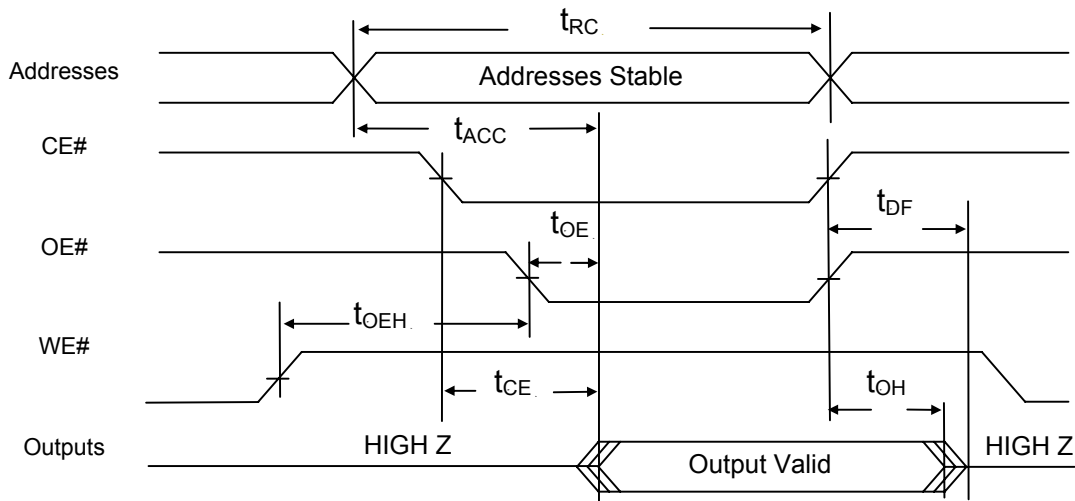 tRC
Addresses
Addresses Stable
tACC
CE#
tDF
tOE
OE#
tOEH
WE#
tCE
tOH
Outputs
HIGH Z
Output Valid
HIGH Z